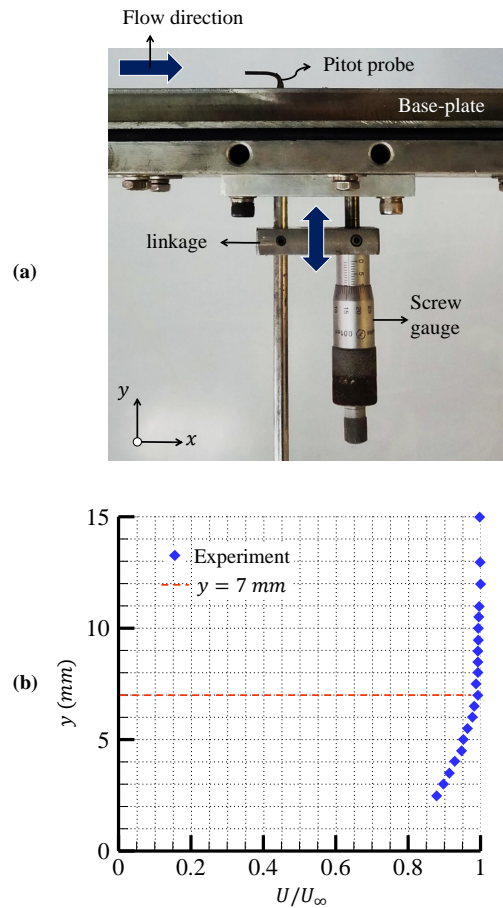 Flow direction
Pitot probe
Base-plate
linkage
(a)
Screw
gauge
y
x
15
Experiment
y = 7 mm
10
y (mm)
(b)
5
0
0
0.2
0.4
0.6
0.8
1
U/U∞